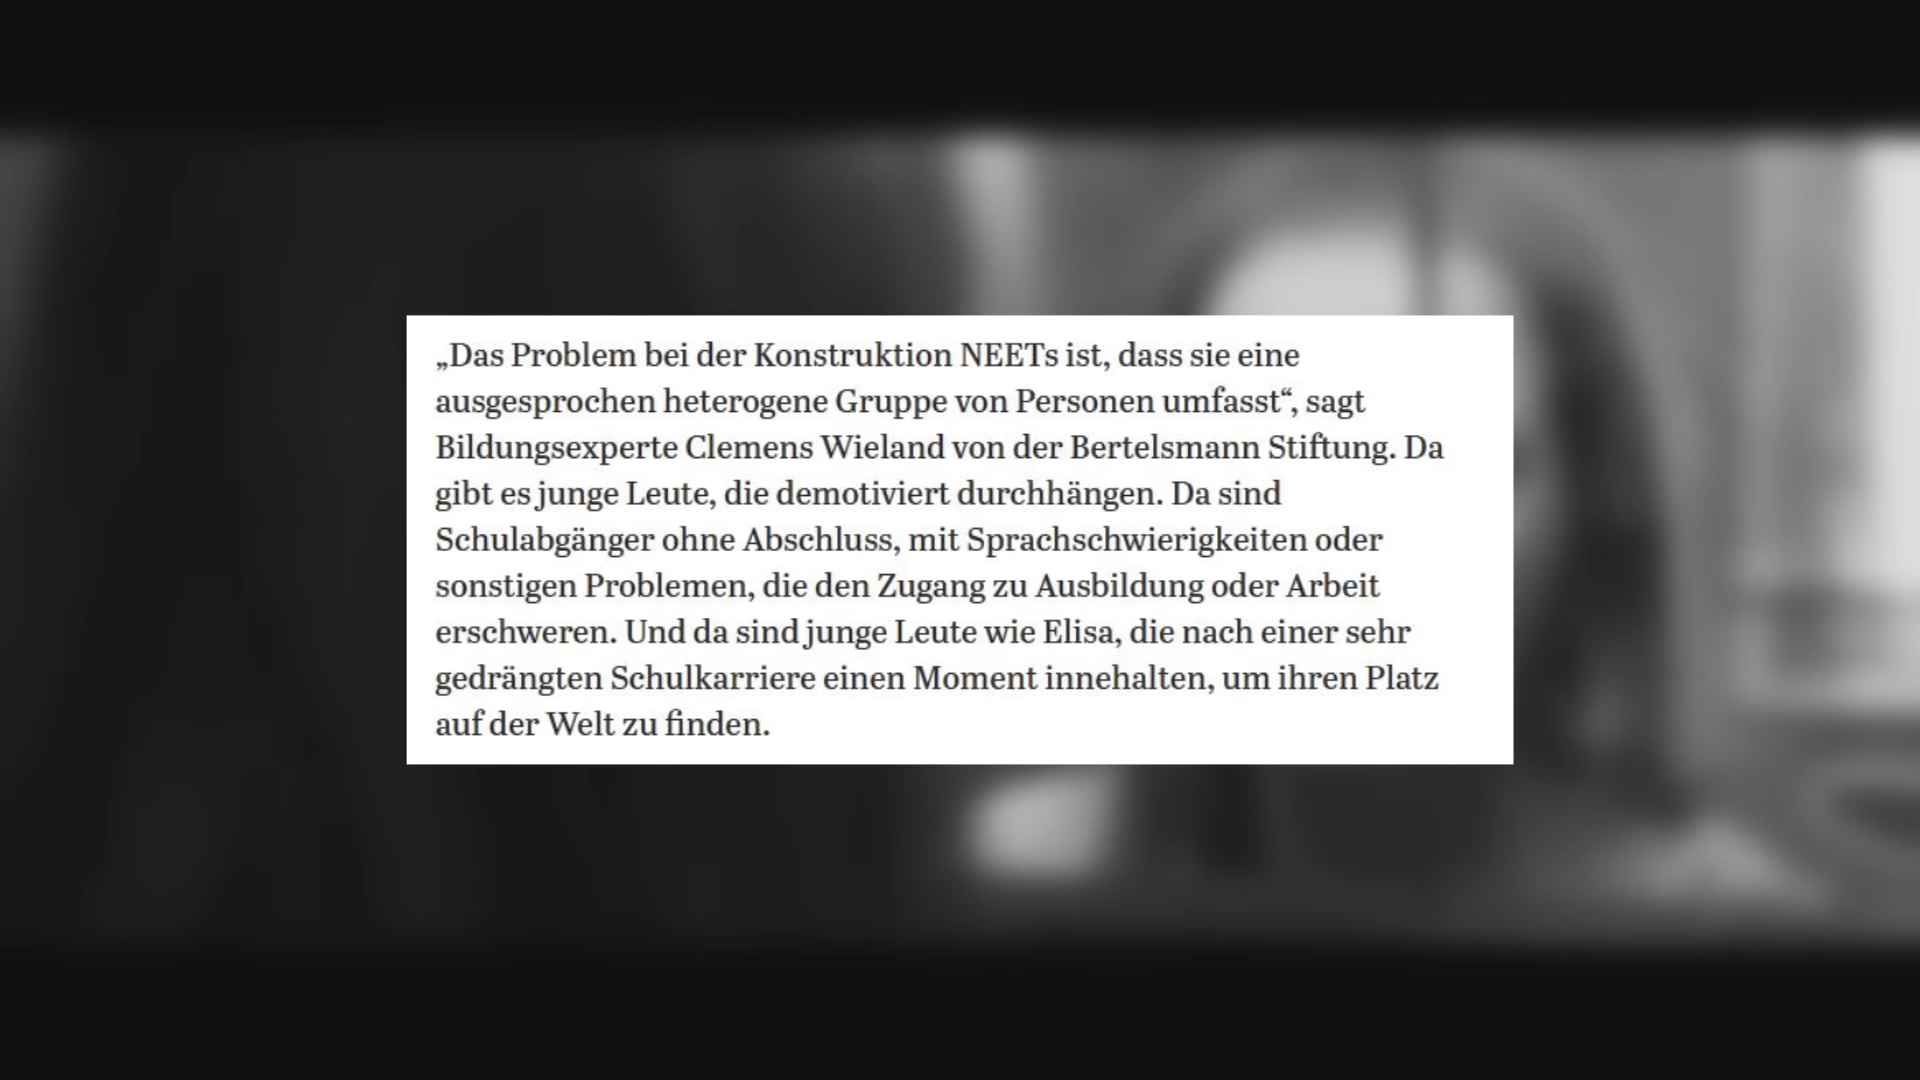 „Das Problem bei der Konstruktion NEETs ist, dass sie eine
ausgesprochen heterogene Gruppe von Personen umfasst“, sagt
Bildungsexperte Clemens Wieland von der Bertelsmann Stiftung. Da
gibt es junge Leute, die demotiviert durchhängen. Da sind
Schulabgänger ohne Abschluss, mit Sprachschwierigkeiten oder
sonstigen Problemen, die den Zugang zu Ausbildung oder Arbeit
erschweren. Und da sind junge Leute wie Elisa, die nach einer sehr
gedrängten Schulkarriere einen Moment innehalten, um ihren Platz
auf der Welt zu finden.